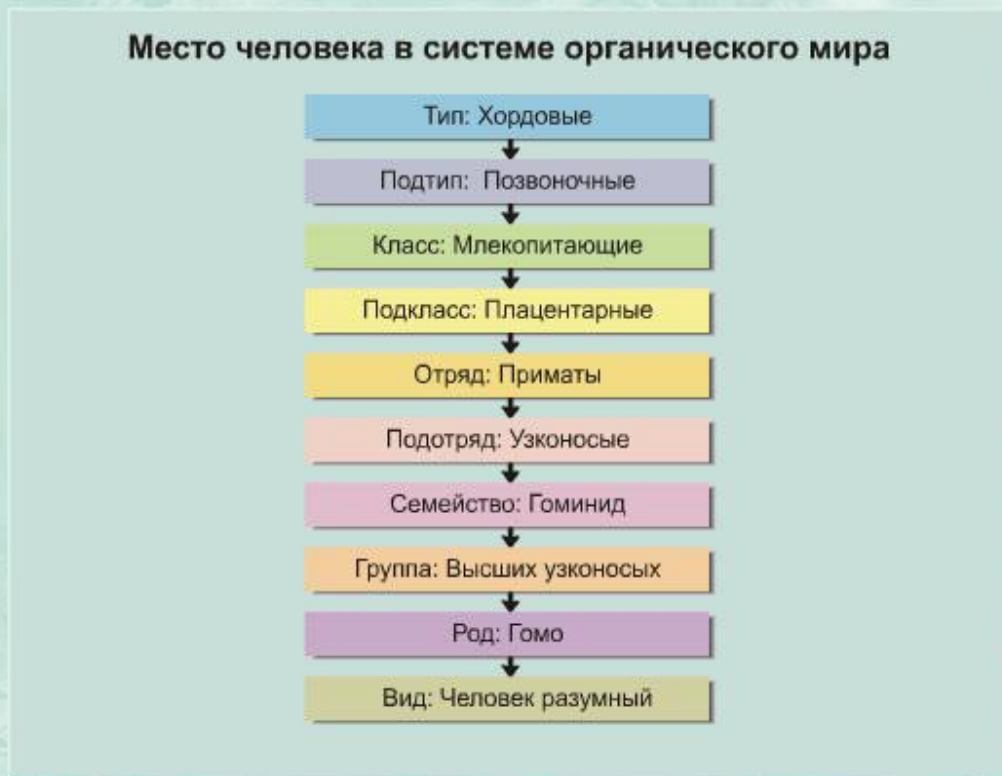 Место человека в системе органического мира
Тип: Хордовые
Подтип: Позвоночные
Класс: Млекопитающие
Подкласс: Плацентарные
Отряд: Приматы
Подотряд: Узконосые
Семейство: Гоминид
Группа: Высших узконосых
Род: Гомо
Вид: Человек разумный